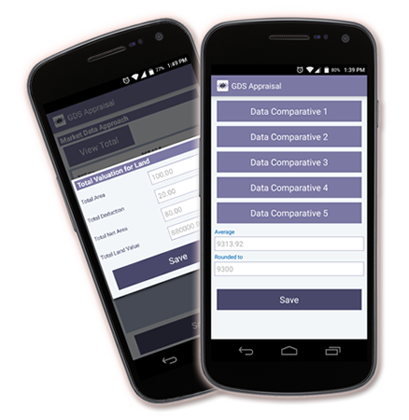 77% 1:49 PM
GDS Appraisal
Market Data Approach
View Total
Total Valuation for Land
Total Area
100.00
Total Deduction
20.00
Total Net Area
80.00
Total Land Value
680000.0
Save
80% 1:39 PM
GDS Appraisal
Data Comparative 1
Data Comparative 2
Data Comparative 3
Data Comparative 4
Data Comparative 5
Average
9313.92
Rounded to
9300
Save